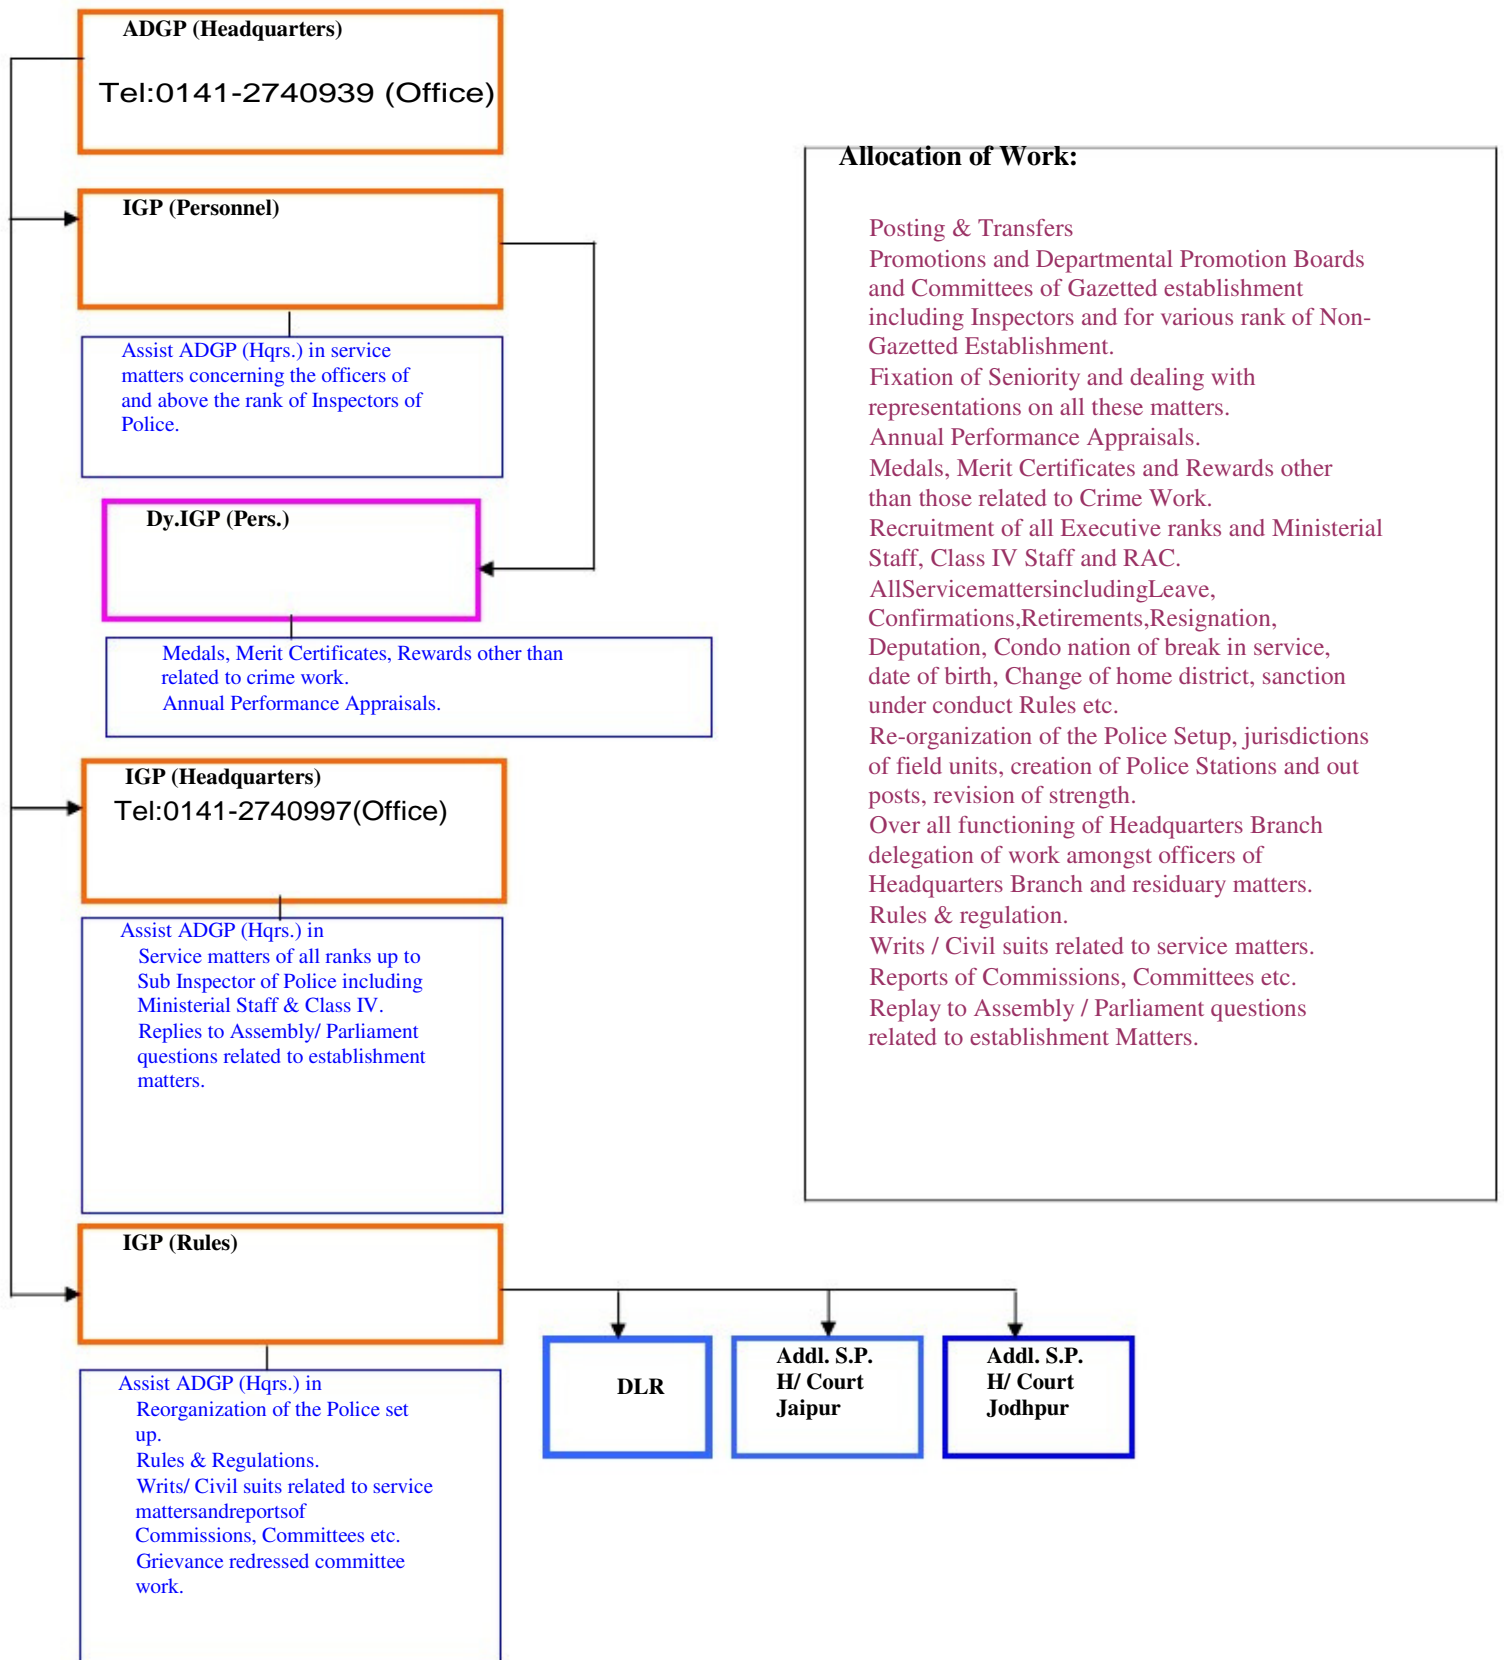 ADGP (Headquarters)
Tel:0141-2740939 (Office)
IGP (Personnel)
Assist ADGP (Hqrs.) in service
matters concerning the officers of
and above the rank of Inspectors of
Police.
Dy.IGP (Pers.)
Medals, Merit Certificates, Rewards other than
related to crime work.
Annual Performance Appraisals.
IGP (Headquarters)
Tel:0141-2740997(Office)
Assist ADGP (Hqrs.) in
Service matters of all ranks up to
Sub Inspector of Police including
Ministerial Staff & Class IV.
Replies to Assembly/ Parliament
questions related to establishment
matters.
IGP (Rules)
Assist ADGP (Hqrs.) in
Reorganization of the Police set
up.
Rules & Regulations.
Writs/ Civil suits related to service
mattersandreportsof
Commissions, Committees etc.
Grievance redressed committee
work.
DLR
Addl. S.P.
H/ Court
Jaipur
Addl. S.P.
H/ Court
Jodhpur
Allocation of Work:
Posting & Transfers
Promotions and Departmental Promotion Boards
and Committees of Gazetted establishment
including Inspectors and for various rank of Non-
Gazetted Establishment.
Fixation of Seniority and dealing with
representations on all these matters.
Annual Performance Appraisals.
Medals, Merit Certificates and Rewards other
than those related to Crime Work.
Recruitment of all Executive ranks and Ministerial
Staff, Class IV Staff and RAC.
AllServicemattersincludingLeave,
Confirmations,Retirements,Resignation,
Deputation, Condo nation of break in service,
date of birth, Change of home district, sanction
under conduct Rules etc.
Re-organization of the Police Setup, jurisdictions
of field units, creation of Police Stations and out
posts, revision of strength.
Over all functioning of Headquarters Branch
delegation of work amongst officers of
Headquarters Branch and residuary matters.
Rules & regulation.
Writs / Civil suits related to service matters.
Reports of Commissions, Committees etc.
Replay to Assembly / Parliament questions
related to establishment Matters.